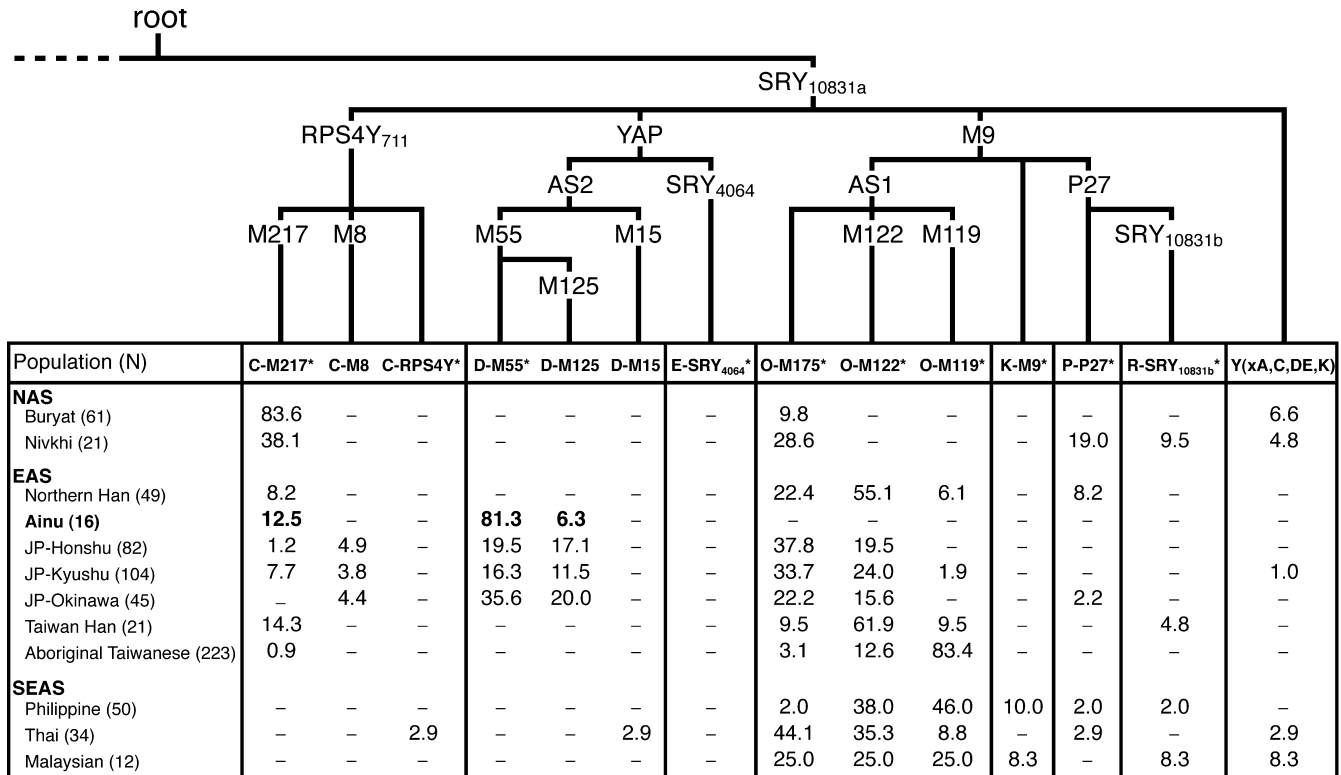 root
SRY10831a
RPS4Y711 YAP M9
AS2 SRY4064 AS1 P27
M217 M8 M55 M15 M122 M119 SRY10831b
M125
Population (N) C-M217* C-M8 C-RPS4Y* D-M55* D-M125 D-M15 E-SRY4064* O-M175* O-M122* O-M119* K-M9* P-P27* R-SRY10831b* Y(xA,C,DE,K)
NAS
Buryat (61) 83.6 – – – – – – 9.8 – – – – – 6.6
Nivkhi (21) 38.1 – – – – – – 28.6 – – – 19.0 9.5 4.8
EAS
Northern Han (49) 8.2 – – – – – – 22.4 55.1 6.1 – 8.2 – –
Ainu (16) 12.5 – – 81.3 6.3 – – – – – – – – –
JP-Honshu (82) 1.2 4.9 – 19.5 17.1 – – 37.8 19.5 – – – – –
JP-Kyushu (104) 7.7 3.8 – 16.3 11.5 – – 33.7 24.0 1.9 – – – 1.0
JP-Okinawa (45) – 4.4 – 35.6 20.0 – – 22.2 15.6 – – 2.2 – –
Taiwan Han (21) 14.3 – – – – – – 9.5 61.9 9.5 – – 4.8 –
Aboriginal Taiwanese (223) 0.9 – – – – – – 3.1 12.6 83.4 – – – –
SEAS
Philippine (50) – – – – – – – 2.0 38.0 46.0 10.0 2.0 2.0 –
Thai (34) – – 2.9 – – 2.9 – 44.1 35.3 8.8 – 2.9 – 2.9
Malaysian (12) – – – – – – – 25.0 25.0 25.0 8.3 – 8.3 8.3